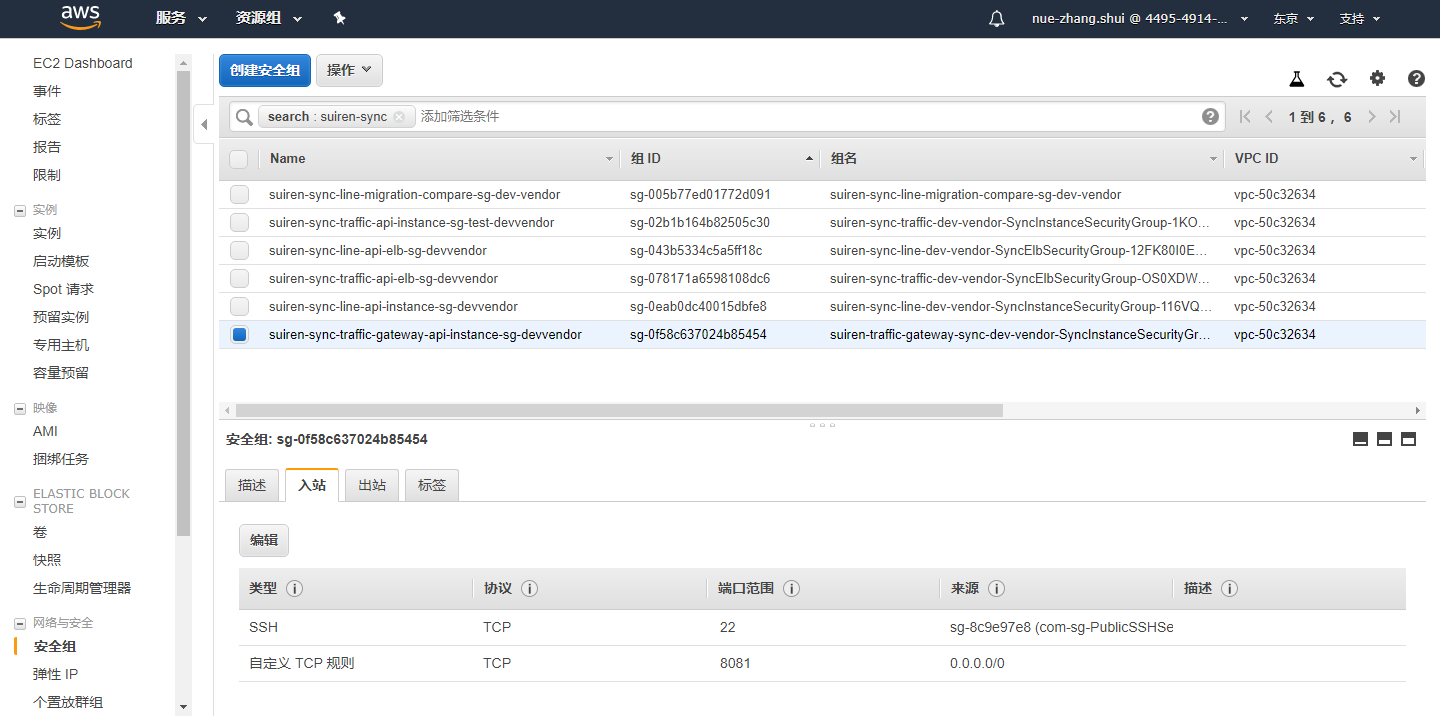 aws
服务
资源组
nue-zhang.shui @ 4495-4914-...
东京
支持
EC2 Dashboard
事件
标签
报告
限制
实例
实例
启动模板
Spot 请求
预留实例
专用主机
容量预留
映像
AMI
捆绑任务
ELASTIC BLOCK
STORE
卷
快照
生命周期管理器
网络与安全
安全组
弹性 IP
个置放群组
创建安全组
操作
search : suiren-sync
添加筛选条件
1 到 6 ,  6
Name
组 ID
组名
VPC ID
suiren-sync-line-migration-compare-sg-dev-vendor sg-005b77ed01772d091 suiren-sync-line-migration-compare-sg-dev-vendor vpc-50c32634
suiren-sync-traffic-api-instance-sg-test-devvendor sg-02b1b164b82505c30 suiren-sync-traffic-dev-vendor-SyncInstanceSecurityGroup-1KO... vpc-50c32634
suiren-sync-line-api-elb-sg-devvendor sg-043b5334c5a5ff18c suiren-sync-line-dev-vendor-SyncElbSecurityGroup-12FK80I0E... vpc-50c32634
suiren-sync-traffic-api-elb-sg-devvendor sg-078171a6598108dc6 suiren-sync-traffic-dev-vendor-SyncElbSecurityGroup-OS0XDW... vpc-50c32634
suiren-sync-line-api-instance-sg-devvendor sg-0eab0dc40015dbfe8 suiren-sync-line-dev-vendor-SyncInstanceSecurityGroup-116VQ... vpc-50c32634
suiren-sync-traffic-gateway-api-instance-sg-devvendor sg-0f58c637024b85454 suiren-traffic-gateway-sync-dev-vendor-SyncInstanceSecurityGr... vpc-50c32634
安全组: sg-0f58c637024b85454
描述
入站
出站
标签
编辑
类型 协议 端口范围 来源 描述
SSH TCP 22 sg-8c9e97e8 (com-sg-PublicSSHSe
自定义 TCP 规则 TCP 8081 0.0.0.0/0